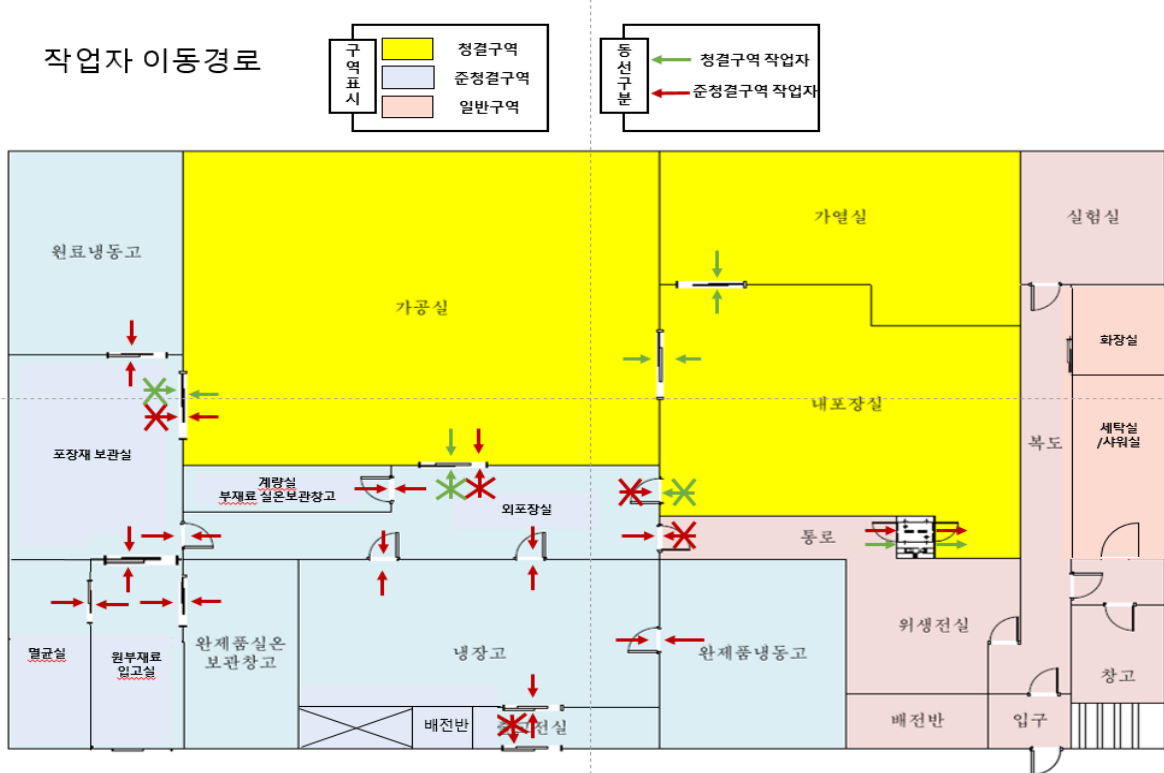 작업자 이동경로
구역표시
청결구역
준청결구역
일반구역
동선구분
청결구역 작업자
준청결구역 작업자
원료냉동고
가공실
가열실
실험실
화장실
내포장실
세탁실
/샤워실
복도
포장재 보관실
계량실
부재료 실온보관창고
외포장실
통로
멸균실
원부재료
입고실
완제품실온
보관창고
냉장고
완제품냉동고
위생전실
창고
배전반
전실
배전반
입구